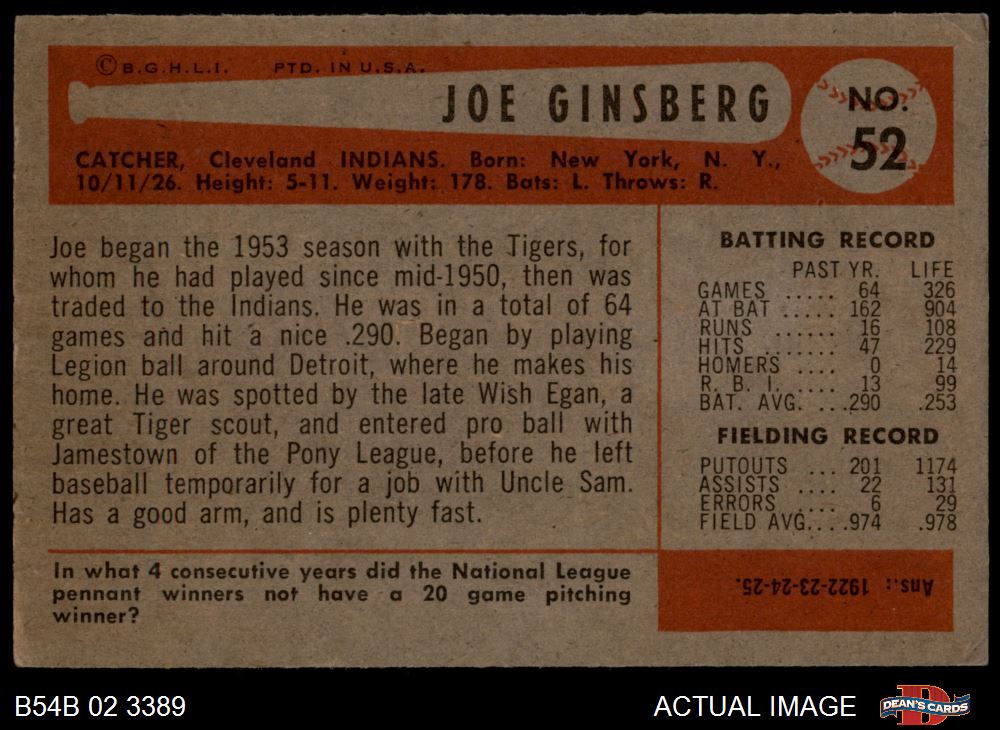 © B.G.H.L.I. PTD. IN U.S.A.
JOE GINSBERG
NO.
52
CATCHER, Cleveland INDIANS. Born: New York, N. Y.,
10/11/26. Height: 5-11. Weight: 178. Bats: L. Throws: R.
Joe began the 1953 season with the Tigers, for
whom he had played since mid-1950, then was
traded to the Indians. He was in a total of 64
games and hit a nice .290. Began by playing
Legion ball around Detroit, where he makes his
home. He was spotted by the late Wish Egan, a
great Tiger scout, and entered pro ball with
Jamestown of the Pony League, before he left
baseball temporarily for a job with Uncle Sam.
Has a good arm, and is plenty fast.
BATTING RECORD
PAST YR. LIFE
GAMES ..... 64 326
AT BAT ..... 162 904
RUNS ...... 16 108
HITS ....... 47 229
HOMERS .... 0 14
R. B. I. .... 13 99
BAT. AVG. ...290 .253
FIELDING RECORD
PUTOUTS ... 201 1174
ASSISTS .... 22 131
ERRORS .... 6 29
FIELD AVG....974 .978
In what 4 consecutive years did the National League
pennant winners not have a 20 game pitching
winner?
Ans.: 1922-23-24-25.
B54B 02 3389
ACTUAL IMAGE
D
DEAN'S CARDS